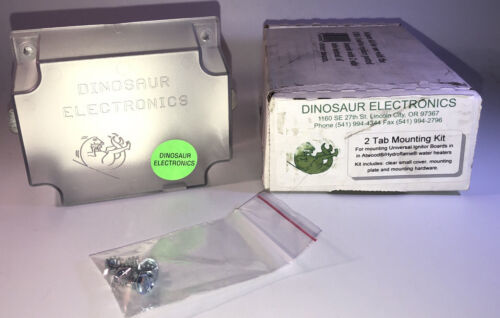 DINOSAUR
ELECTRONICS
DINOSAUR
ELECTRONICS
DINOSAUR ELECTRONICS
1160 SE 27th St. Lincoln City, OR 97367
Phone (541) 994-4344 Fax (541) 994-2796
2 Tab Mounting Kit
For mounting Universal Ignitor Boards in
in Atwood®/Hydroflame® water heaters
Kit includes: clear small cover, mounting
plate and mounting hardware.